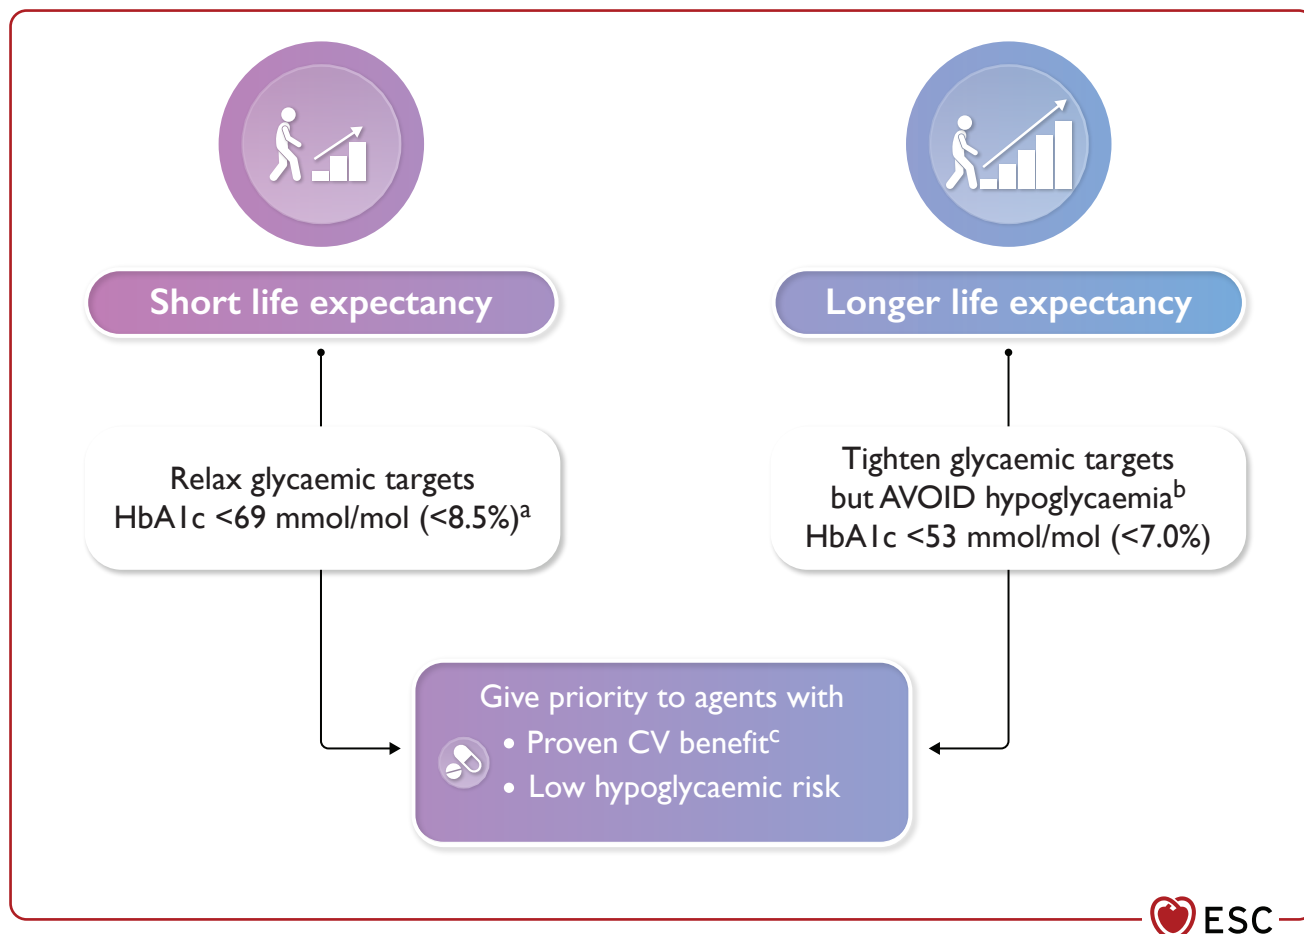 Short life expectancy
Longer life expectancy
Relax glycaemic targets
HbA1c <69 mmol/mol (<8.5%)ᵃ
Tighten glycaemic targets
but AVOID hypoglycaemiaᵇ
HbA1c <53 mmol/mol (<7.0%)
Give priority to agents with
• Proven CV benefitᶜ
• Low hypoglycaemic risk
ESC